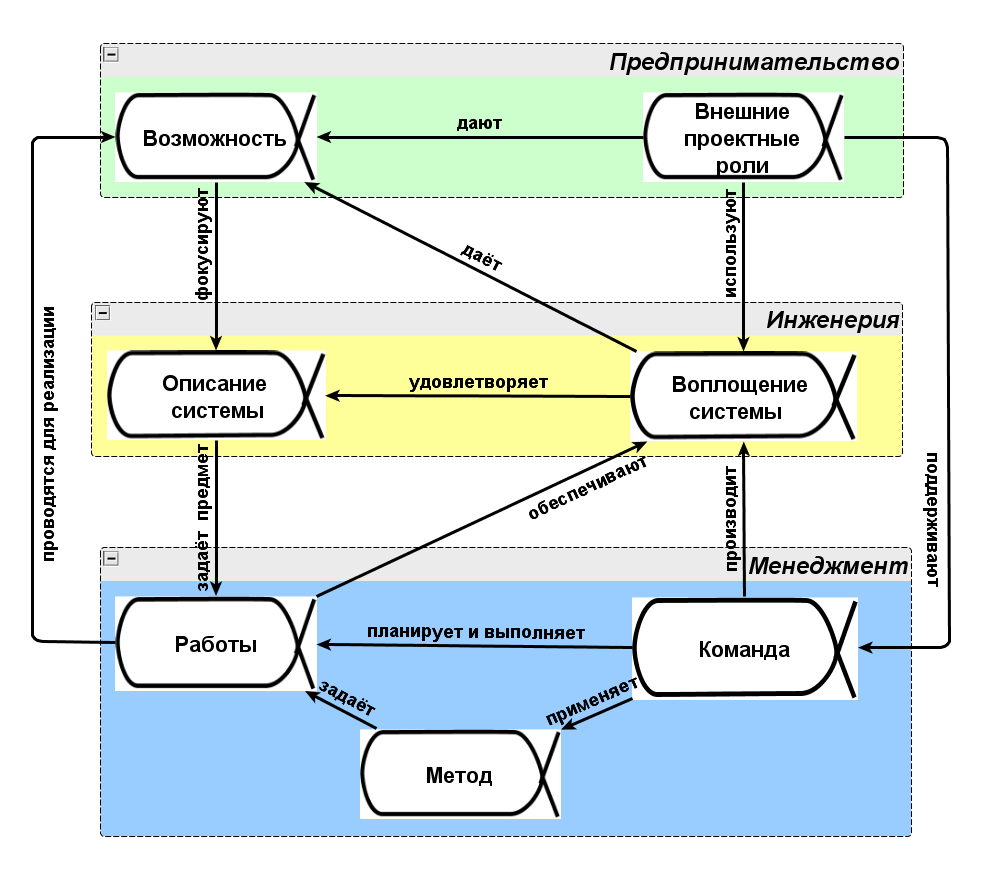 Предпринимательство
Возможность
дают
Внешние
проектные
роли
фокусируют
даёт
используют
Инженерия
проводятся для реализации
Описание
системы
удовлетворяет
Воплощение
системы
поддерживают
задаёт предмет
обеспечивают
производит
Менеджмент
Работы
планирует и выполняет
Команда
задаёт
применяет
Метод